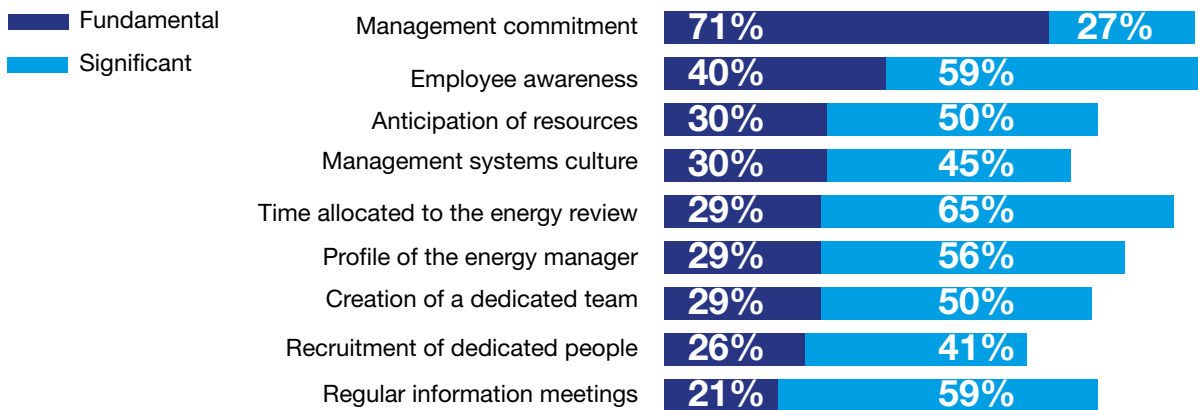 Fundamental
Significant
Management commitment 71% 27%
Employee awareness 40% 59%
Anticipation of resources 30% 50%
Management systems culture 30% 45%
Time allocated to the energy review 29% 65%
Profile of the energy manager 29% 56%
Creation of a dedicated team 29% 50%
Recruitment of dedicated people 26% 41%
Regular information meetings 21% 59%